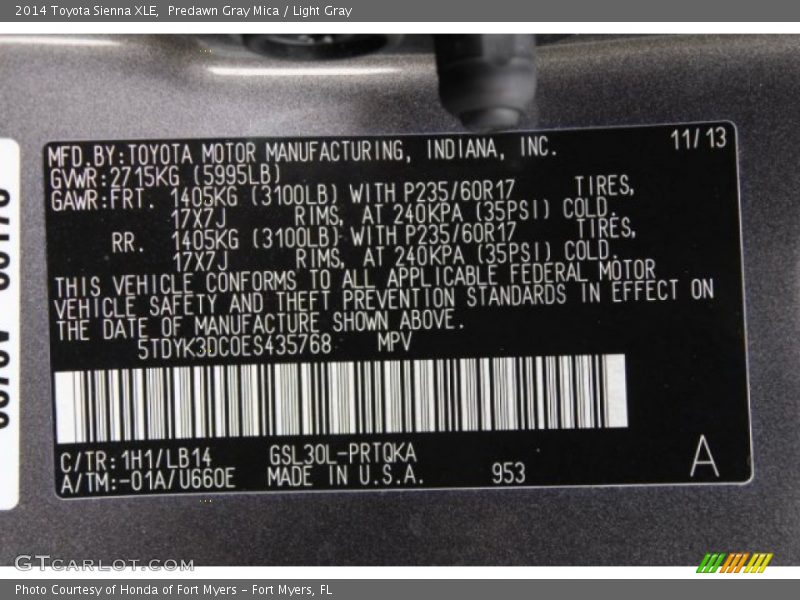 2014 Toyota Sienna XLE, Predawn Gray Mica / Light Gray
MFD.BY:TOYOTA MOTOR MANUFACTURING, INDIANA, INC. 11/13
GVWR:2715KG (5995LB)
GAWR:FRT. 1405KG (3100LB) WITH P235/60R17 TIRES,
17X7J RIMS, AT 240KPA (35PSI) COLD.
RR. 1405KG (3100LB) WITH P235/60R17 TIRES,
17X7J RIMS, AT 240KPA (35PSI) COLD.
THIS VEHICLE CONFORMS TO ALL APPLICABLE FEDERAL MOTOR
VEHICLE SAFETY AND THEFT PREVENTION STANDARDS IN EFFECT ON
THE DATE OF MANUFACTURE SHOWN ABOVE.
5TDYK3DC0ES435768 MPV
C/TR:1H1/LB14 GSL30L-PRTQKA
A/TM:-01A/U660E MADE IN U.S.A. 953 A
GTCARLOT.COM
Photo Courtesy of Honda of Fort Myers - Fort Myers, FL